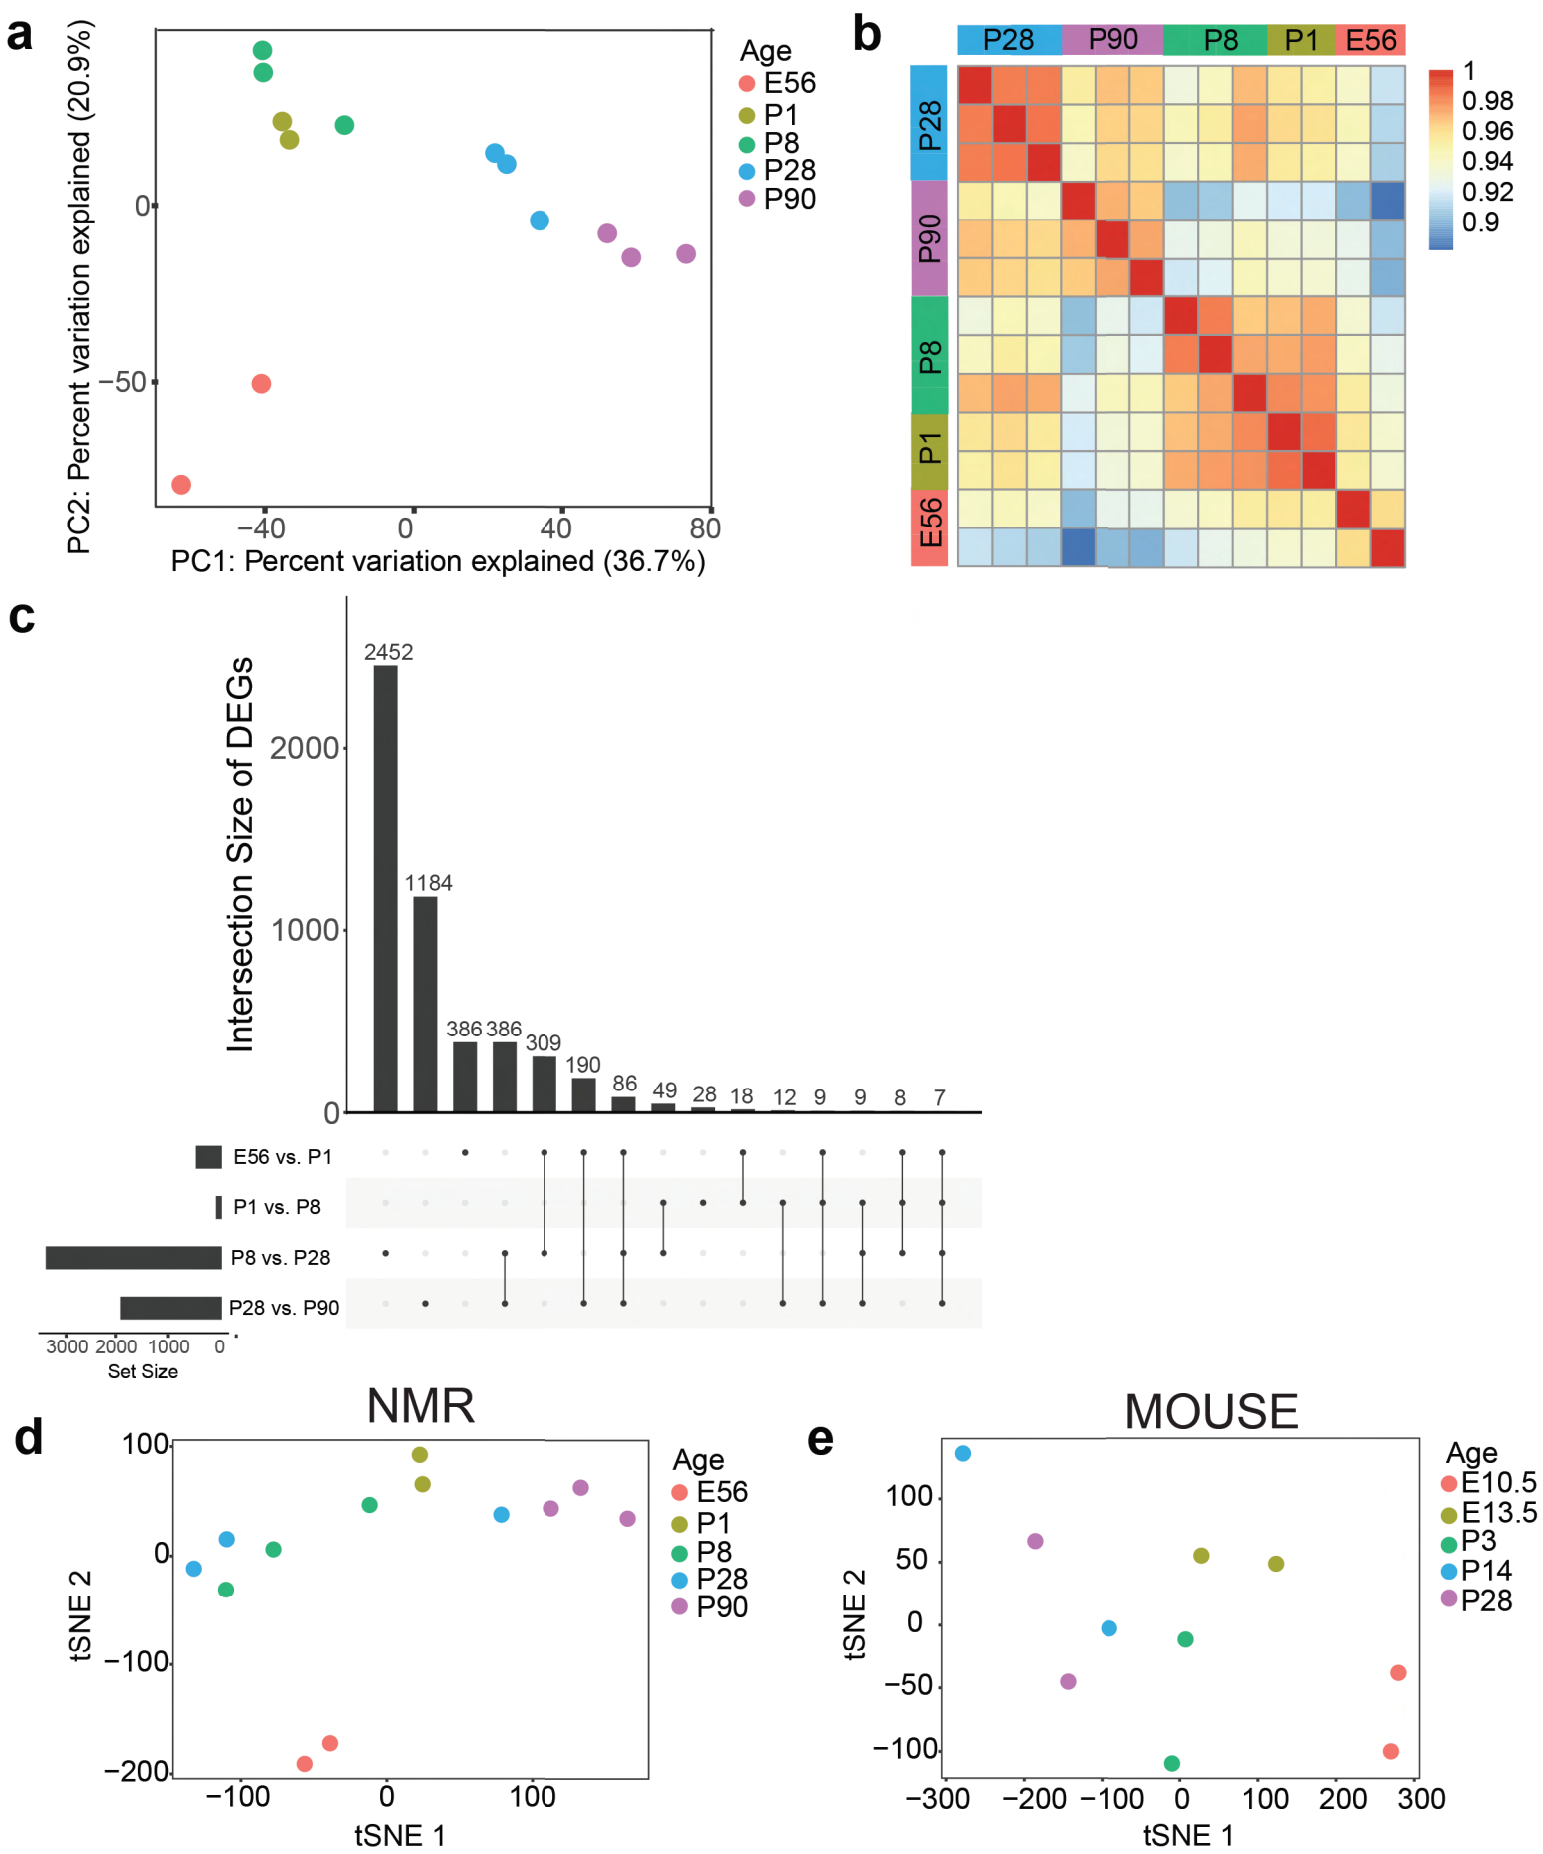 a
PC2: Percent variation explained (20.9%)
0
−50
−40
0
40
80
PC1: Percent variation explained (36.7%)
Age
E56
P1
P8
P28
P90
b
P28
P90
P8
P1
E56
P28
P90
P8
P1
E56
1
0.98
0.96
0.94
0.92
0.9
c
Intersection Size of DEGs
2000
1000
0
2452
1184
386
386
309
190
86
49
28
18
12
9
9
8
7
E56 vs. P1
P1 vs. P8
P8 vs. P28
P28 vs. P90
3000 2000 1000 0
Set Size
d
NMR
tSNE 2
100
0
−100
−200
−100
0
100
tSNE 1
Age
E56
P1
P8
P28
P90
e
MOUSE
tSNE 2
100
50
0
−50
−100
−300
−200
−100
0
100
200
300
tSNE 1
Age
E10.5
E13.5
P3
P14
P28